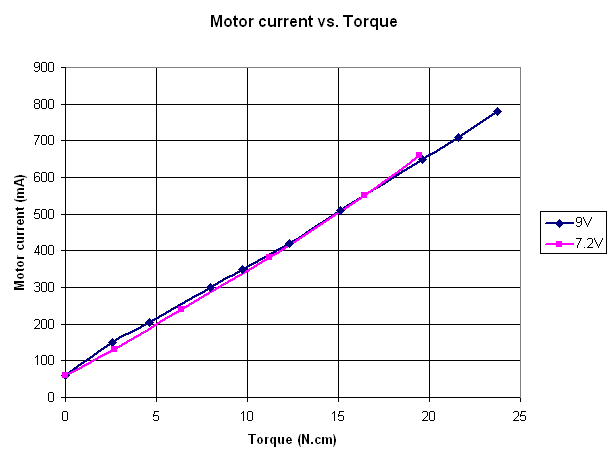 Motor current vs. Torque
Motor current (mA)
900
800
700
600
500
400
300
200
100
0
0 5 10 15 20 25
Torque (N.cm)
9V
7.2V